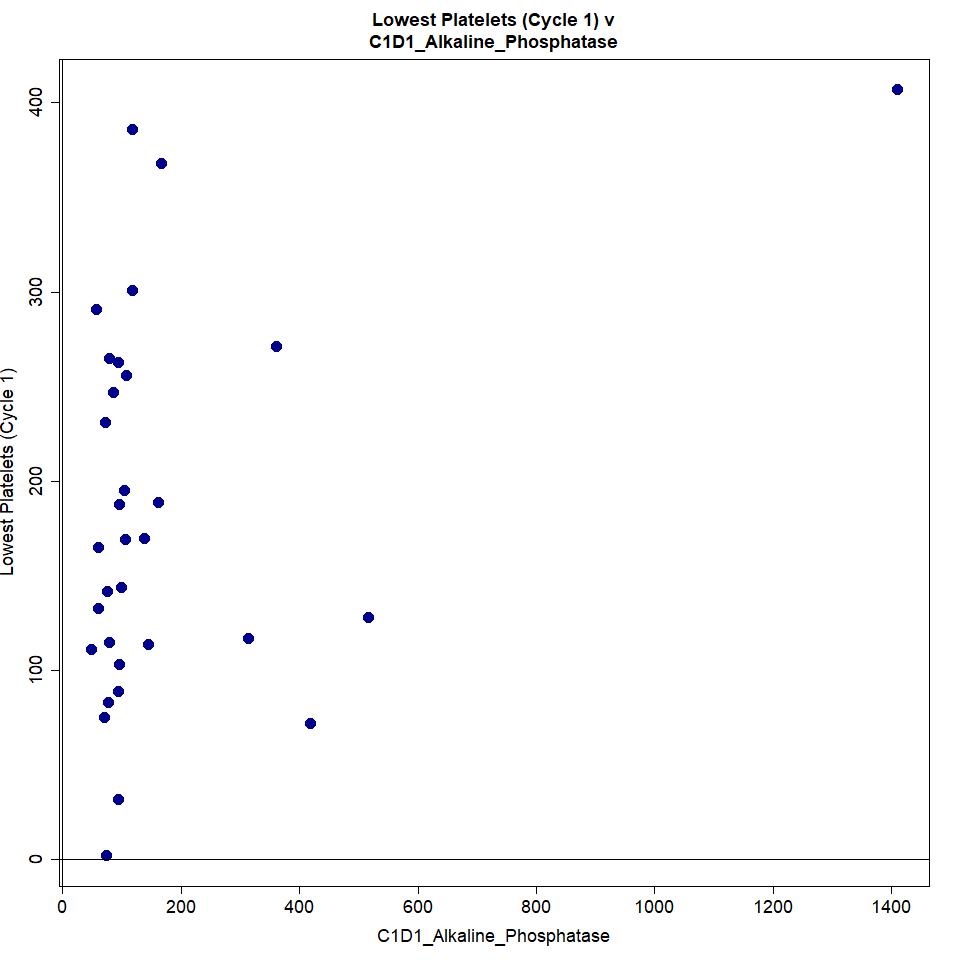 Lowest Platelets (Cycle 1) v
C1D1_Alkaline_Phosphatase
400
300
200
100
0
Lowest Platelets (Cycle 1)
0 200 400 600 800 1000 1200 1400
C1D1_Alkaline_Phosphatase